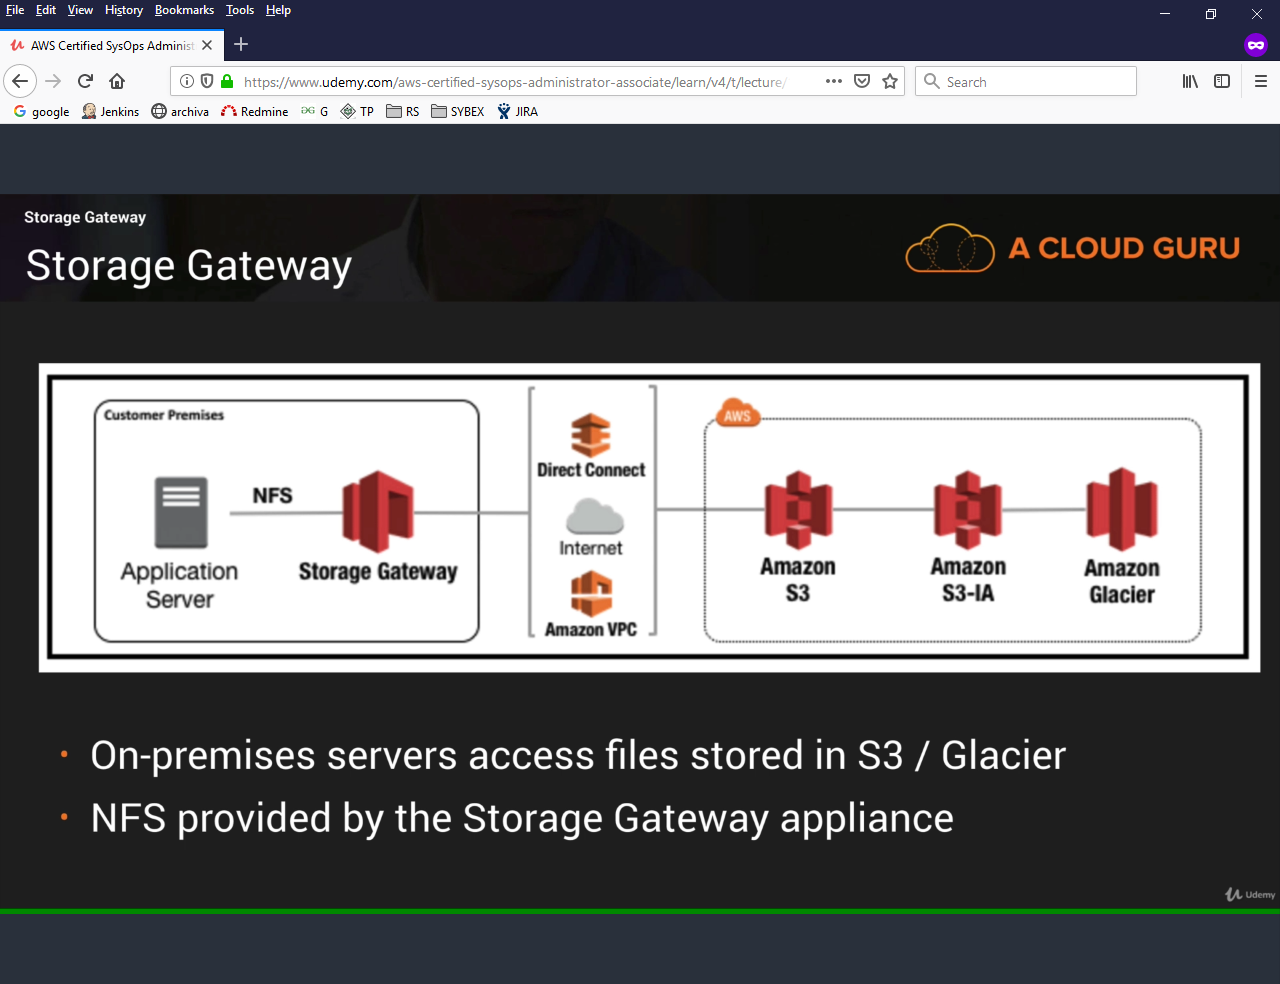 File Edit View History Bookmarks Tools Help
AWS Certified SysOps Administ
https://www.udemy.com/aws-certified-sysops-administrator-associate/learn/v4/t/lecture/
Search
google Jenkins archiva Redmine G TP RS SYBEX JIRA
Storage Gateway
Storage Gateway
A CLOUD GURU
Customer Premises
NFS
Application
Server
Storage Gateway
Direct Connect
Internet
Amazon VPC
AWS
Amazon
S3
Amazon
S3-IA
Amazon
Glacier
• On-premises servers access files stored in S3 / Glacier
• NFS provided by the Storage Gateway appliance
Udemy